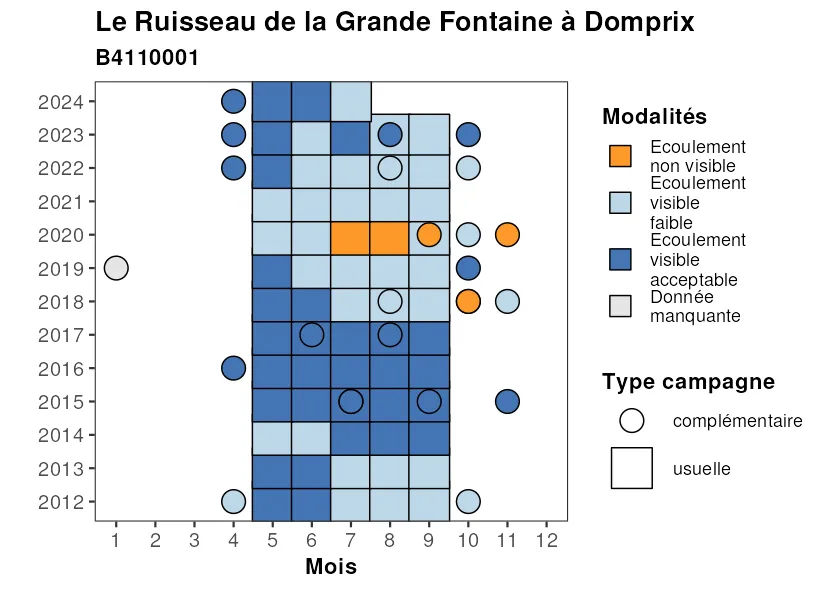 Le Ruisseau de la Grande Fontaine à Domprix
B4110001
2024
2023
2022
2021
2020
2019
2018
2017
2016
2015
2014
2013
2012
1 2 3 4 5 6 7 8 9 10 11 12
Mois
Modalités
Ecoulement
non visible
Ecoulement
visible
faible
Ecoulement
visible
acceptable
Donnée
manquante
Type campagne
complémentaire
usuelle